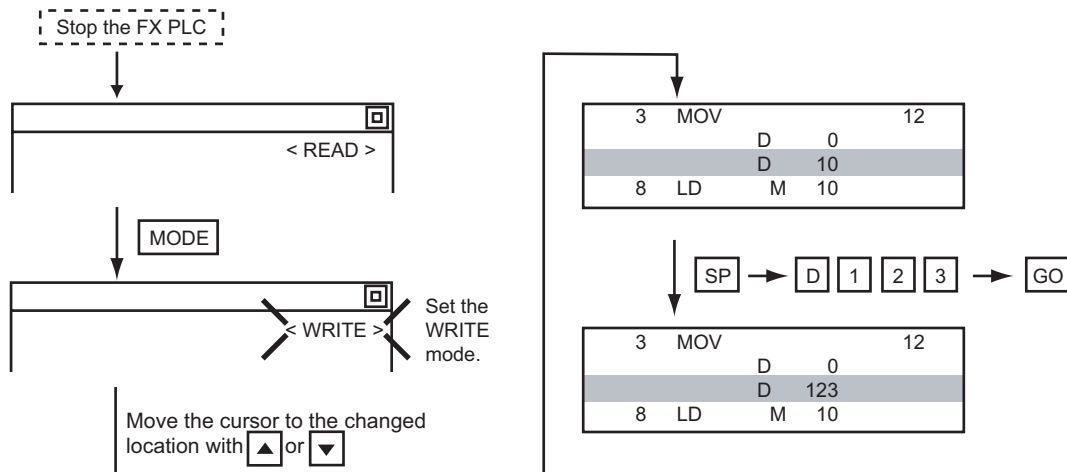 Stop the FX PLC
< READ >
MODE
< WRITE >
Set the
WRITE
mode.
Move the cursor to the changed
location with ▲ or ▼
3 MOV 12
D 0
D 10
8 LD M 10
SP D 1 2 3 GO
3 MOV 12
D 0
D 123
8 LD M 10